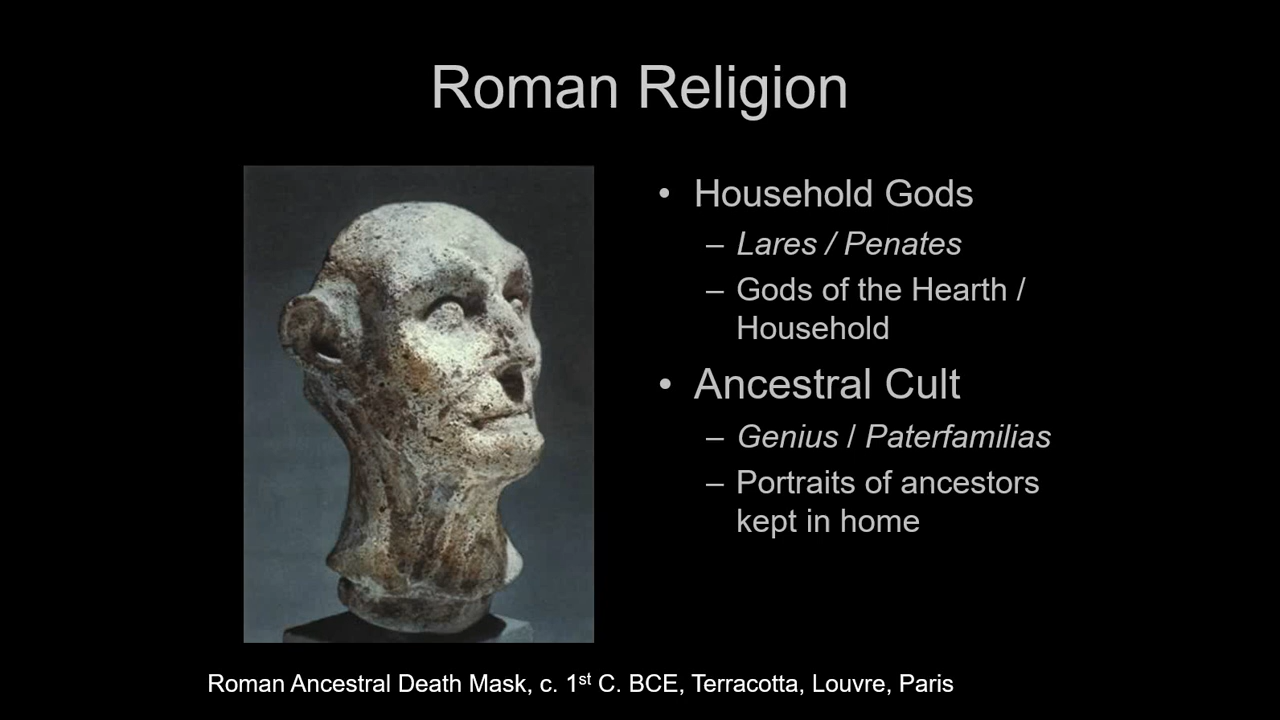 Roman Religion
• Household Gods
– Lares / Penates
– Gods of the Hearth /
Household
• Ancestral Cult
– Genius / Paterfamilias
– Portraits of ancestors
kept in home
Roman Ancestral Death Mask, c. 1st C. BCE, Terracotta, Louvre, Paris